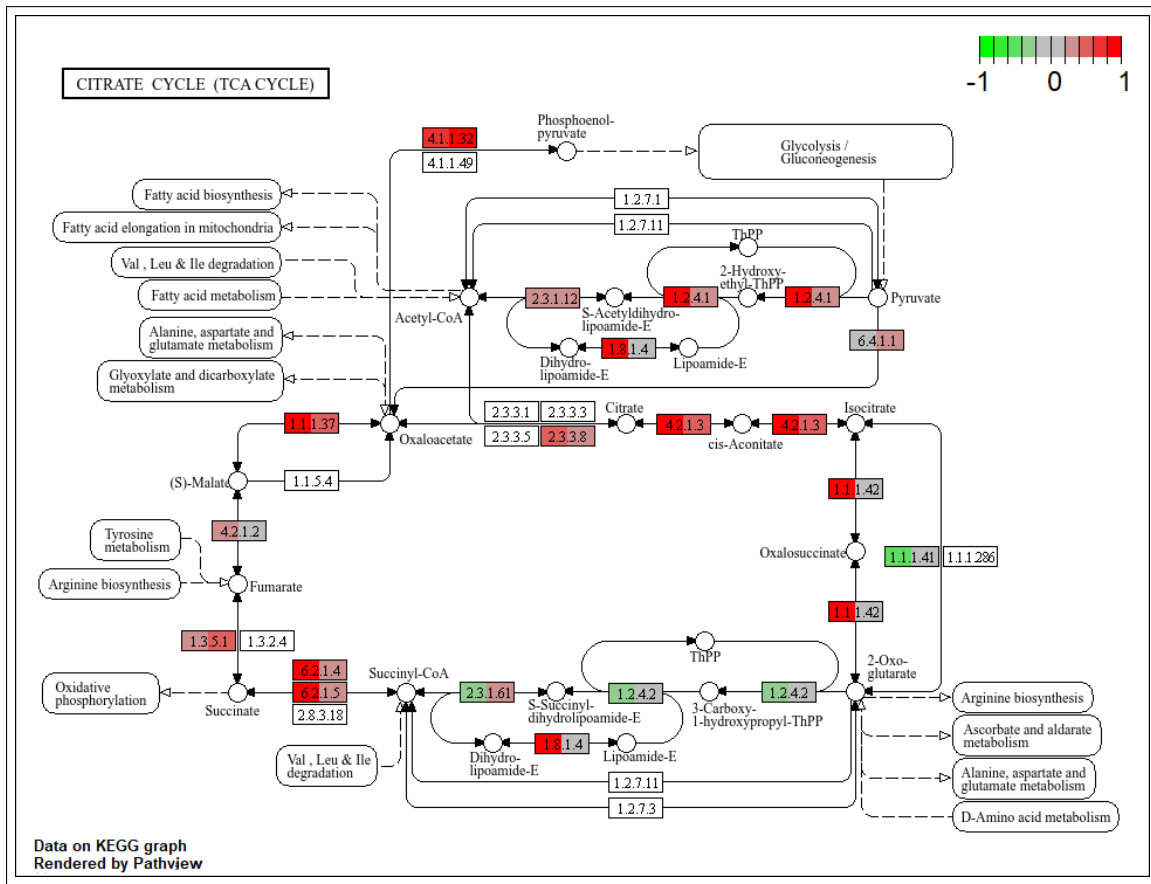 -1 0 1
CITRATE CYCLE (TCA CYCLE)
Phosphoenol-
pyruvate
4.1.1.32
4.1.1.49
Glycolysis /
Gluconeogenesis
Fatty acid biosynthesis
Fatty acid elongation in mitochondria
Val , Leu & Ile degradation
Fatty acid metabolism
Alanine, aspartate and
glutamate metabolism
Glyoxylate and dicarboxylate
metabolism
1.2.7.1
1.2.7.11
ThPP
2-Hydroxy-
ethyl-ThPP
Acetyl-CoA
2.3.1.12
S-Acetyldihydro-
lipoamide-E
1.2.4.1
1.2.4.1
Pyruvate
Dihydro-
lipoamide-E
1.8.1.4
Lipoamide-E
6.4.1.1
1.1.1.37
Oxaloacetate
2.3.3.1
2.3.3.3
2.3.3.5
2.3.3.8
Citrate
4.2.1.3
cis-Aconitate
4.2.1.3
Isocitrate
(S)-Malate
1.1.5.4
1.1.1.42
4.2.1.2
Tyrosine
metabolism
Arginine biosynthesis
Fumarate
Oxalosuccinate
1.1.1.41
1.1.1.286
1.1.1.42
1.3.5.1
1.3.2.4
ThPP
Oxidative
phosphorylation
Succinate
6.2.1.4
6.2.1.5
2.8.3.18
Succinyl-CoA
2.3.1.61
S-Succinyl-
dihydrolipoamide-E
1.2.4.2
3-Carboxy-
1-hydroxypropyl-ThPP
1.2.4.2
2-Oxo-
glutarate
Val , Leu & Ile
degradation
Dihydro-
lipoamide-E
1.8.1.4
Lipoamide-E
1.2.7.11
1.2.7.3
Arginine biosynthesis
Ascorbate and aldarate
metabolism
Alanine, aspartate and
glutamate metabolism
D-Amino acid metabolism
Data on KEGG graph
Rendered by Pathview